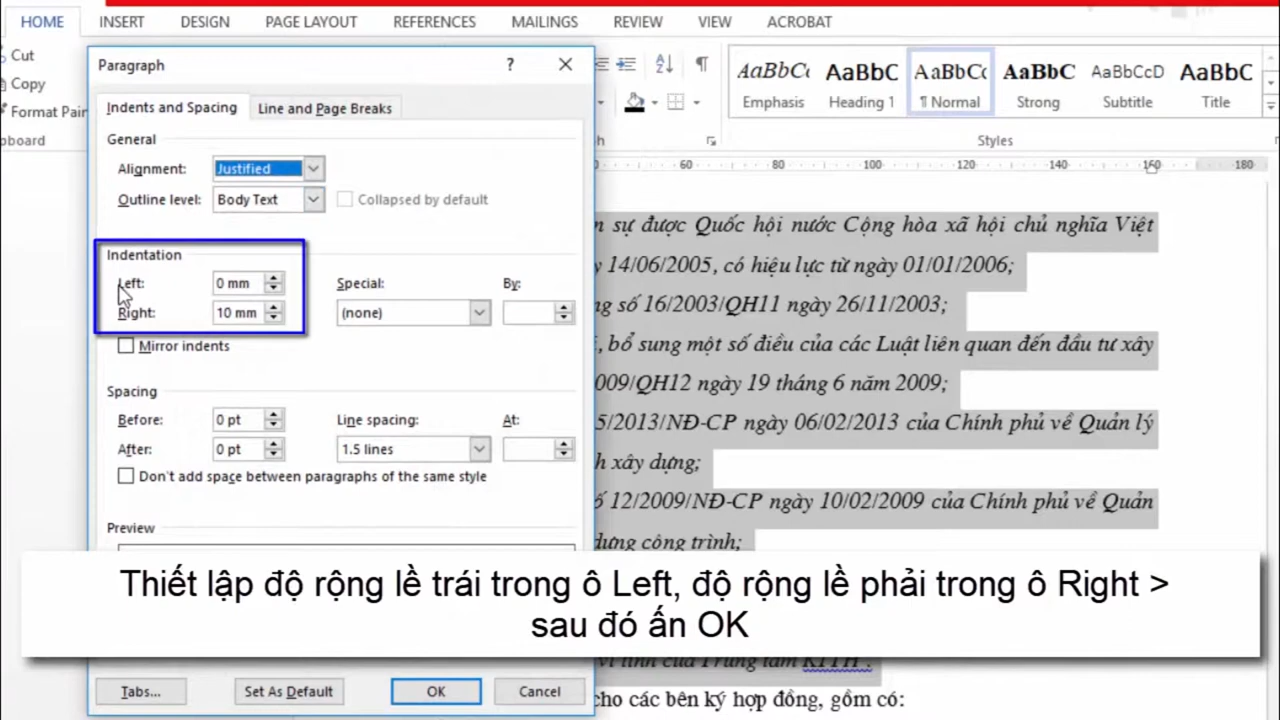 HOME INSERT DESIGN PAGE LAYOUT REFERENCES MAILINGS REVIEW VIEW ACROBAT
Cut
Copy
Format
Paragraph ?
Indents and Spacing Line and Page Breaks
General
Alignment: Justified
Outline level: Body Text Collapsed by default
Indentation
Left: 0 mm Special: By:
Right: 10 mm (none)
Mirror indents
Spacing
Before: 0 pt Line spacing: At:
After: 0 pt 1.5 lines
Don't add space between paragraphs of the same style
Preview
Tabs... Set As Default OK Cancel
AaBbC AaBbC AaBbC AaBbC AaBbCcD AaBbC
Emphasis Heading 1 ¶ Normal Strong Subtitle Title
Styles
60 80 100 120 140 160 180
sự được Quốc hội nước Cộng hòa xã hội chủ nghĩa Việt
14/06/2005, có hiệu lực từ ngày 01/01/2006;
số 16/2003/QH11 ngày 26/11/2003;
, bổ sung một số điều của các Luật liên quan đến đầu tư xây
009/QH12 ngày 19 tháng 6 năm 2009;
5/2013/NĐ-CP ngày 06/02/2013 của Chính phủ về Quản lý
xây dựng;
12/2009/NĐ-CP ngày 10/02/2009 của Chính phủ về Quản
dựng công trình;
Thiết lập độ rộng lề trái trong ô Left, độ rộng lề phải trong ô Right >
sau đó ấn OK
cho các bên ký hợp đồng, gồm có: